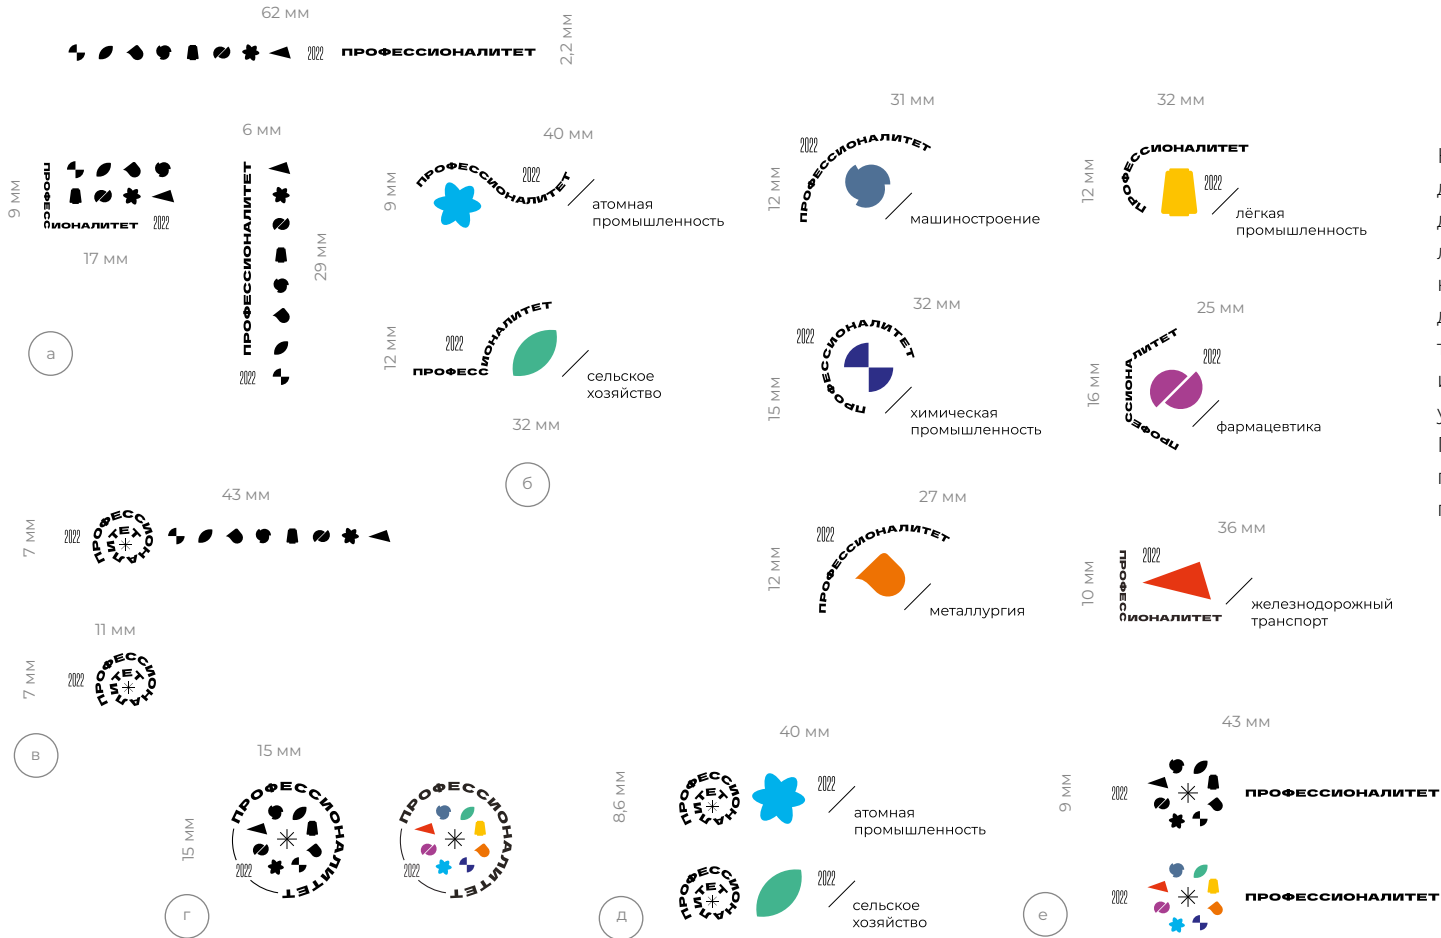 62 мм
2022 ПРОФЕССИОНАЛИТЕТ
2,2 мм
9 мм
ПРОФЕССИОНАЛИТЕТ 2022
17 мм
6 мм
ПРОФЕССИОНАЛИТЕТ
2022
29 мм
а
40 мм
9 мм
ПРОФЕССИОНАЛИТЕТ
2022
атомная
промышленность
12 мм
2022
ПРОФЕССИОНАЛИТЕТ
сельское
хозяйство
32 мм
б
31 мм
12 мм
2022
ПРОФЕССИОНАЛИТЕТ
машиностроение
32 мм
12 мм
ПРОФЕССИОНАЛИТЕТ
2022
лёгкая
промышленность
32 мм
15 мм
2022
ПРОФЕССИОНАЛИТЕТ
химическая
промышленность
25 мм
16 мм
ПРОФЕССИОНАЛИТЕТ
2022
фармацевтика
27 мм
12 мм
2022
ПРОФЕССИОНАЛИТЕТ
металлургия
36 мм
10 мм
2022
ПРОФЕССИОНАЛИТЕТ
железнодорожный
транспорт
43 мм
7 мм
2022 ПРОФЕССИОНАЛИТЕТ
11 мм
7 мм
2022 ПРОФЕССИОНАЛИТЕТ
в
15 мм
15 мм
ПРОФЕССИОНАЛИТЕТ
2022
ПРОФЕССИОНАЛИТЕТ
2022
г
40 мм
8,6 мм
ПРОФЕССИОНАЛИТЕТ
2022
атомная
промышленность
ПРОФЕССИОНАЛИТЕТ
2022
сельское
хозяйство
д
43 мм
9 мм
2022 ПРОФЕССИОНАЛИТЕТ
2022 ПРОФЕССИОНАЛИТЕТ
е